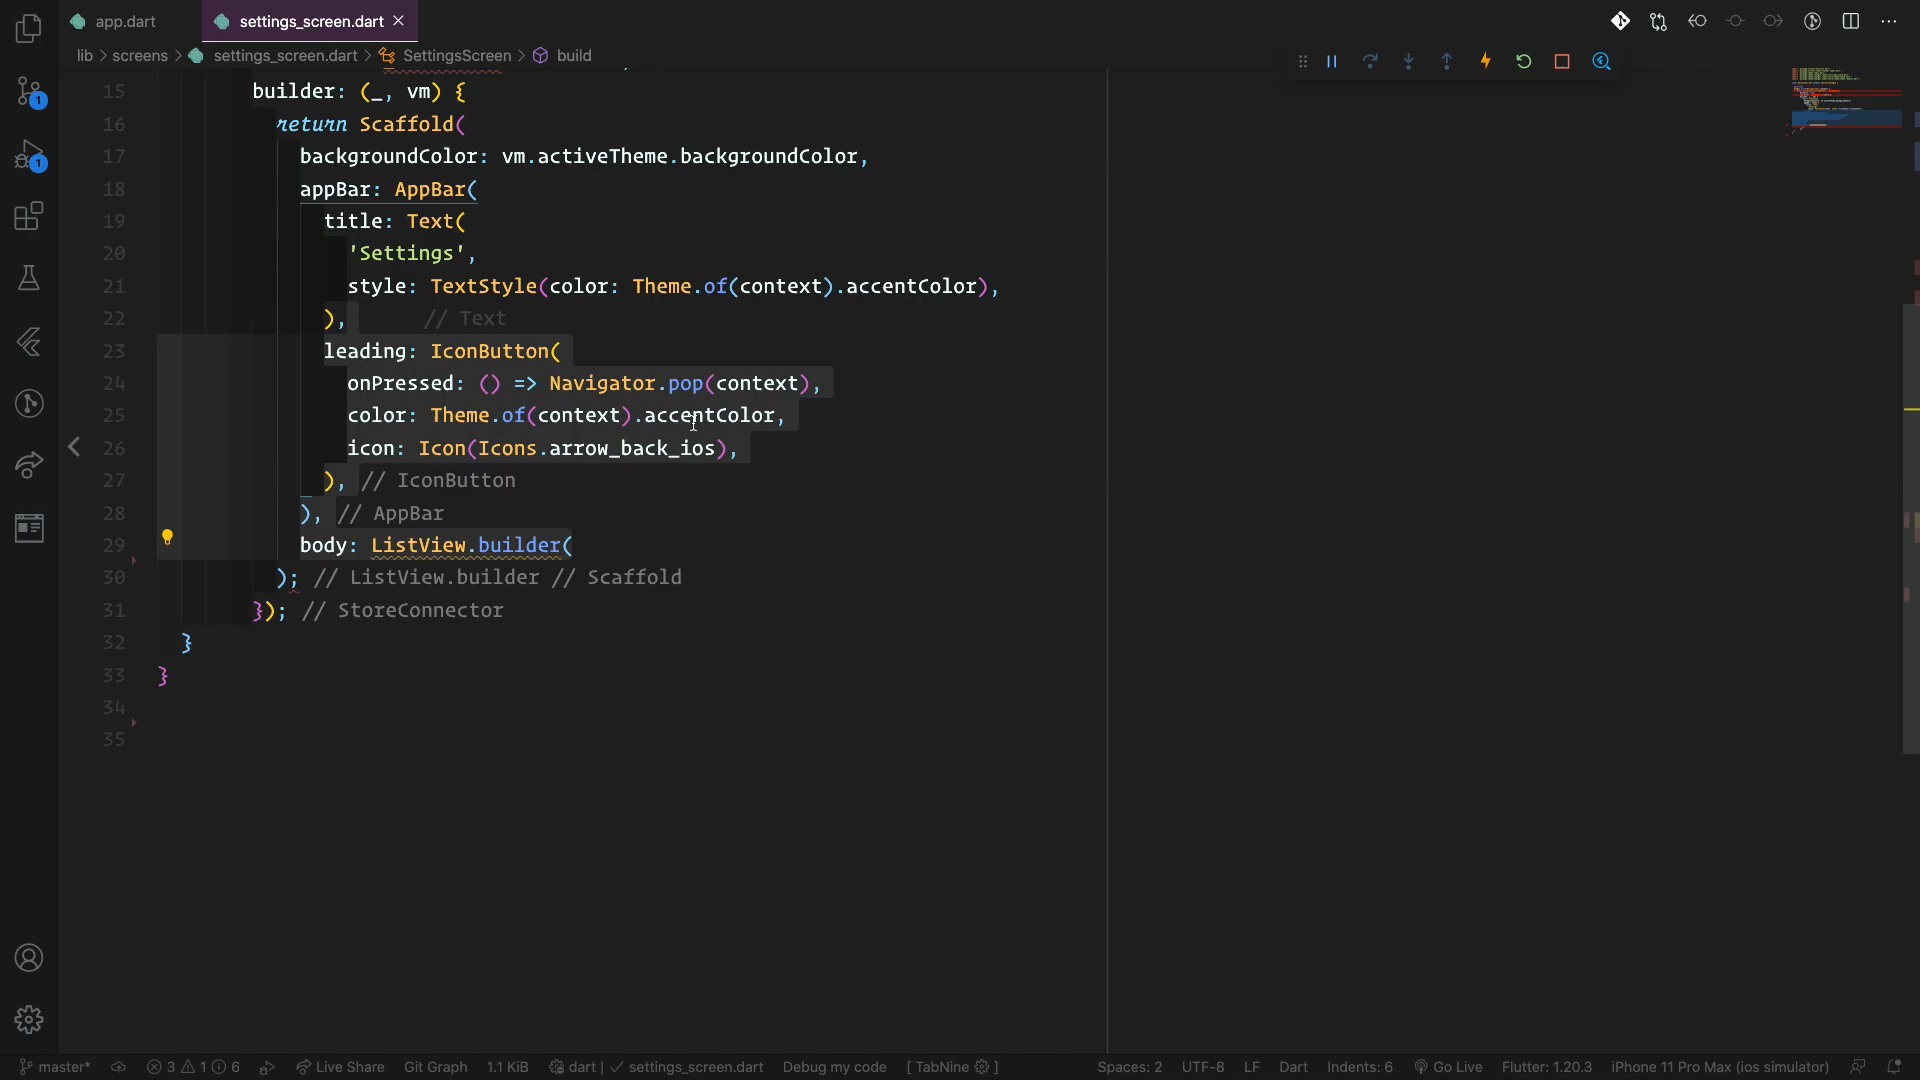 app.dart
settings_screen.dart
lib > screens > settings_screen.dart > SettingsScreen > build
15 builder: (_, vm) {
16 return Scaffold(
17 backgroundColor: vm.activeTheme.backgroundColor,
18 appBar: AppBar(
19 title: Text(
20 'Settings',
21 style: TextStyle(color: Theme.of(context).accentColor),
22 ), // Text
23 leading: IconButton(
24 onPressed: () => Navigator.pop(context),
25 color: Theme.of(context).accentColor,
26 icon: Icon(Icons.arrow_back_ios),
27 ), // IconButton
28 ), // AppBar
29 body: ListView.builder(
30 ); // ListView.builder // Scaffold
31 }); // StoreConnector
32 }
33 }
34
35
1
1
master* 3 1 6 Live Share Git Graph 1.1 KiB dart | ✓ settings_screen.dart Debug my code [ TabNine ] Spaces: 2 UTF-8 LF Dart Indents: 6 Go Live Flutter: 1.20.3 iPhone 11 Pro Max (ios simulator)